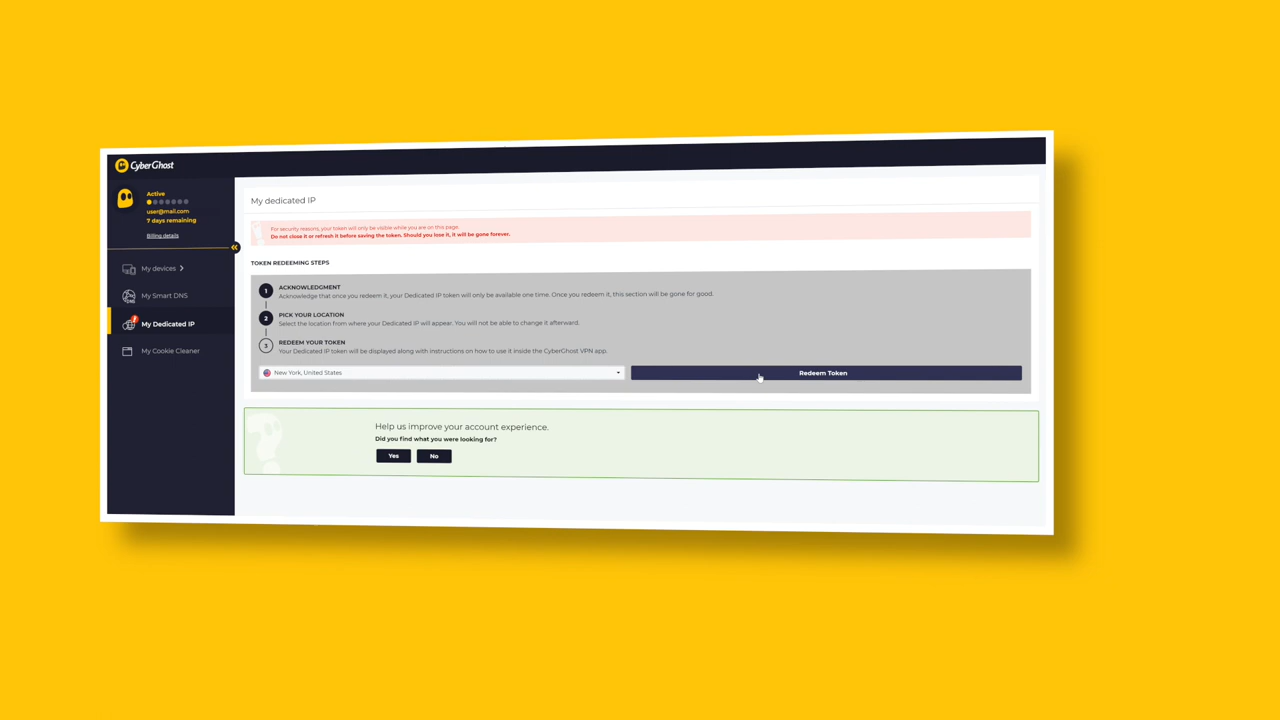 CyberGhost
Active
user@mail.com
7 days remaining
Billing details
My devices
My Smart DNS
My Dedicated IP
My Cookie Cleaner
My dedicated IP
For security reasons, your token will only be visible while you are on this page.
Do not close it or refresh it before saving the token. Should you lose it, it will be gone forever.
TOKEN REDEEMING STEPS
1 ACKNOWLEDGMENT
Acknowledge that once you redeem it, your Dedicated IP token will only be available one time. Once you redeem it, this section will be gone for good.
2 PICK YOUR LOCATION
Select the location from where your Dedicated IP will appear. You will not be able to change it afterward.
3 REDEEM YOUR TOKEN
Your Dedicated IP token will be displayed along with instructions on how to use it inside the CyberGhost VPN app.
New York, United States
Redeem Token
Help us improve your account experience.
Did you find what you were looking for?
Yes No